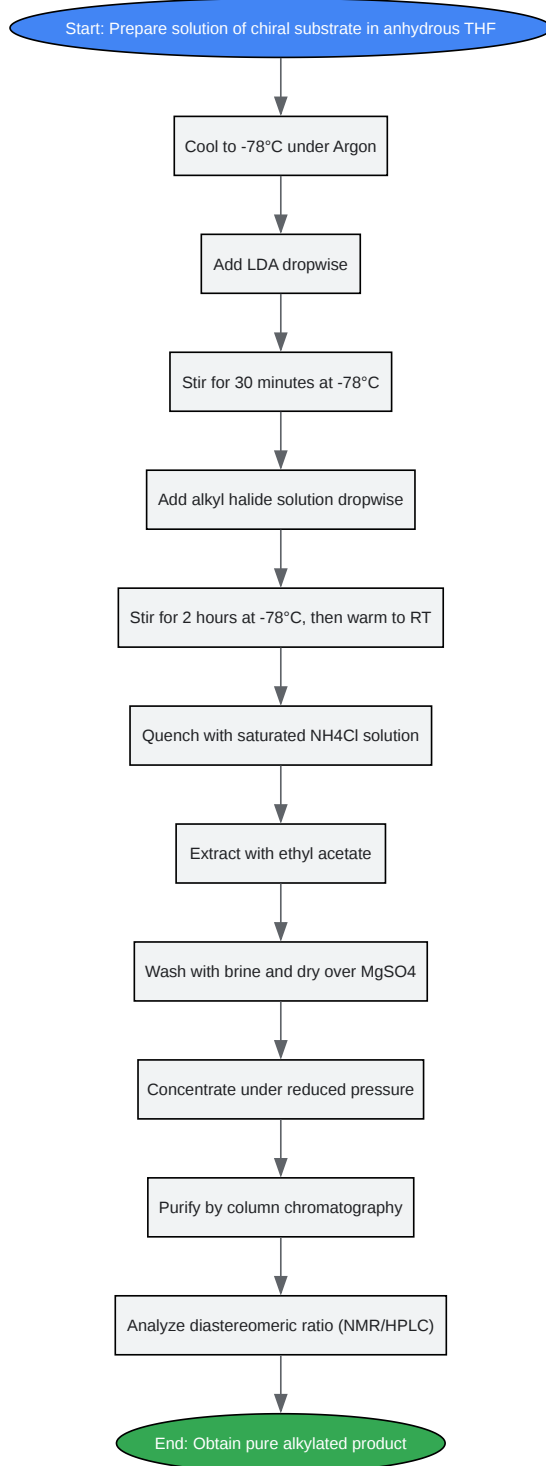 Start: Prepare solution of chiral substrate in anhydrous THF
Cool to -78°C under Argon
Add LDA dropwise
Stir for 30 minutes at -78°C
Add alkyl halide solution dropwise
Stir for 2 hours at -78°C, then warm to RT
Quench with saturated NH4Cl solution
Extract with ethyl acetate
Wash with brine and dry over MgSO4
Concentrate under reduced pressure
Purify by column chromatography
Analyze diastereomeric ratio (NMR/HPLC)
End: Obtain pure alkylated product